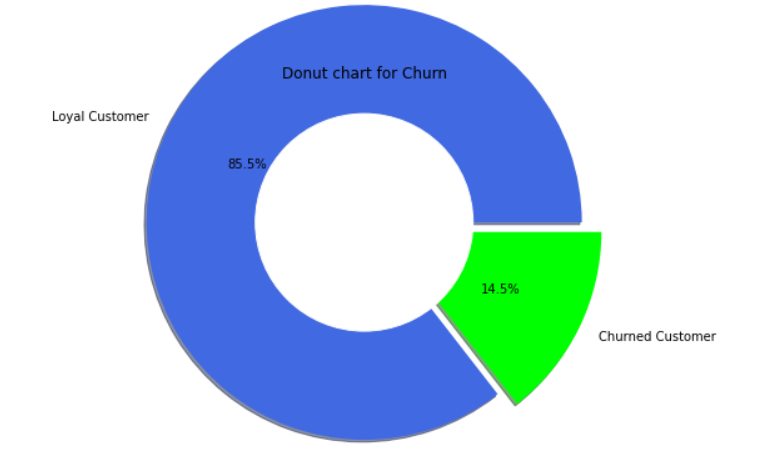 Donut chart for Churn
Loyal Customer
85.5%
14.5%
Churned Customer